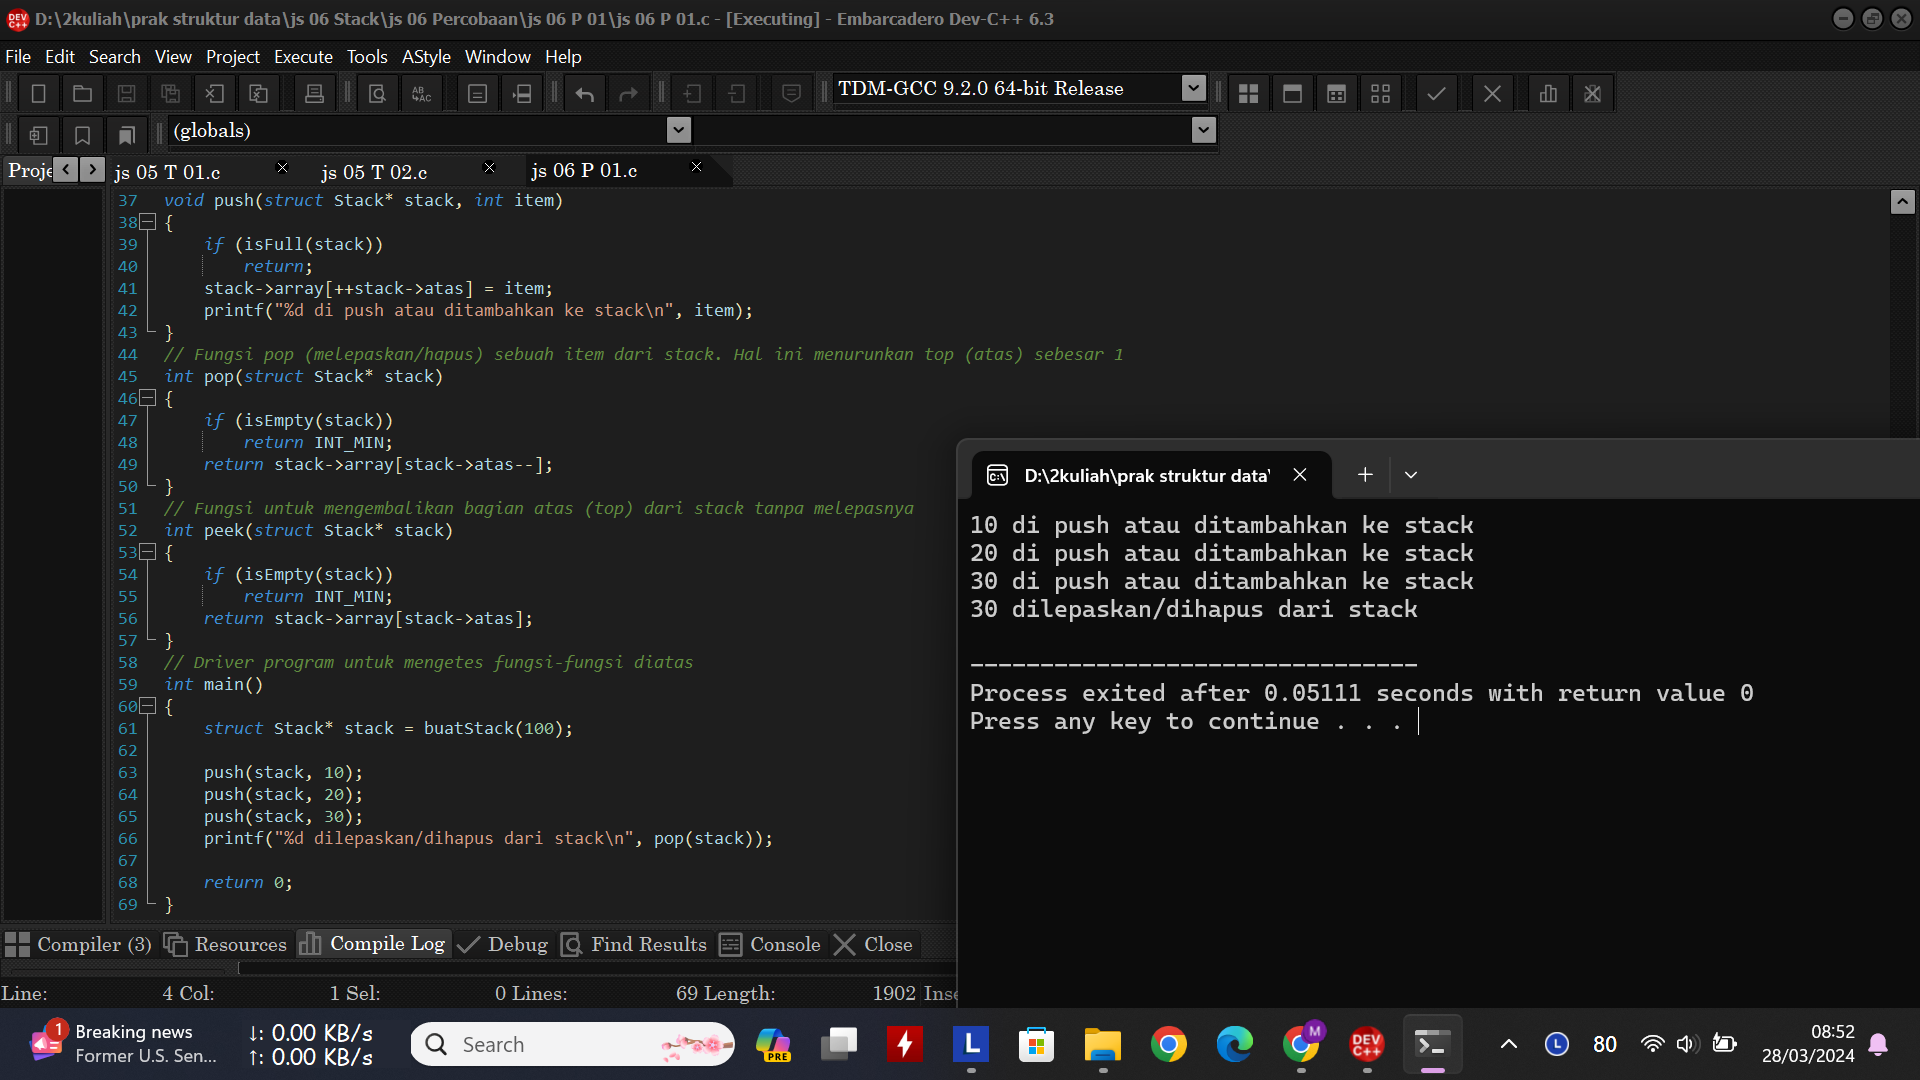 D:\2kuliah\prak struktur data\js 06 Stack\js 06 Percobaan\js 06 P 01\js 06 P 01.c - [Executing] - Embarcadero Dev-C++ 6.3
File Edit Search View Project Execute Tools AStyle Window Help
TDM-GCC 9.2.0 64-bit Release
(globals)
Proje js 05 T 01.c js 05 T 02.c js 06 P 01.c
37 void push(struct Stack* stack, int item)
38 {
39 if (isFull(stack))
40 return;
41 stack->array[++stack->atas] = item;
42 printf("%d di push atau ditambahkan ke stack\n", item);
43 }
44 // Fungsi pop (melepaskan/hapus) sebuah item dari stack. Hal ini menurunkan top (atas) sebesar 1
45 int pop(struct Stack* stack)
46 {
47 if (isEmpty(stack))
48 return INT_MIN;
49 return stack->array[stack->atas--];
50 }
51 // Fungsi untuk mengembalikan bagian atas (top) dari stack tanpa melepasnya
52 int peek(struct Stack* stack)
53 {
54 if (isEmpty(stack))
55 return INT_MIN;
56 return stack->array[stack->atas];
57 }
58 // Driver program untuk mengetes fungsi-fungsi diatas
59 int main()
60 {
61 struct Stack* stack = buatStack(100);
62
63 push(stack, 10);
64 push(stack, 20);
65 push(stack, 30);
66 printf("%d dilepaskan/dihapus dari stack\n", pop(stack));
67
68 return 0;
69 }
D:\2kuliah\prak struktur data\
10 di push atau ditambahkan ke stack
20 di push atau ditambahkan ke stack
30 di push atau ditambahkan ke stack
30 dilepaskan/dihapus dari stack
--------------------------------
Process exited after 0.05111 seconds with return value 0
Press any key to continue . . .
Compiler (3) Resources Compile Log Debug Find Results Console Close
Line: 4 Col: 1 Sel: 0 Lines: 69 Length: 1902 Inse
1 Breaking news
Former U.S. Sen...
↓: 0.00 KB/s
↑: 0.00 KB/s
Search
PRE
L
M
DEV C++
L
80
08:52
28/03/2024